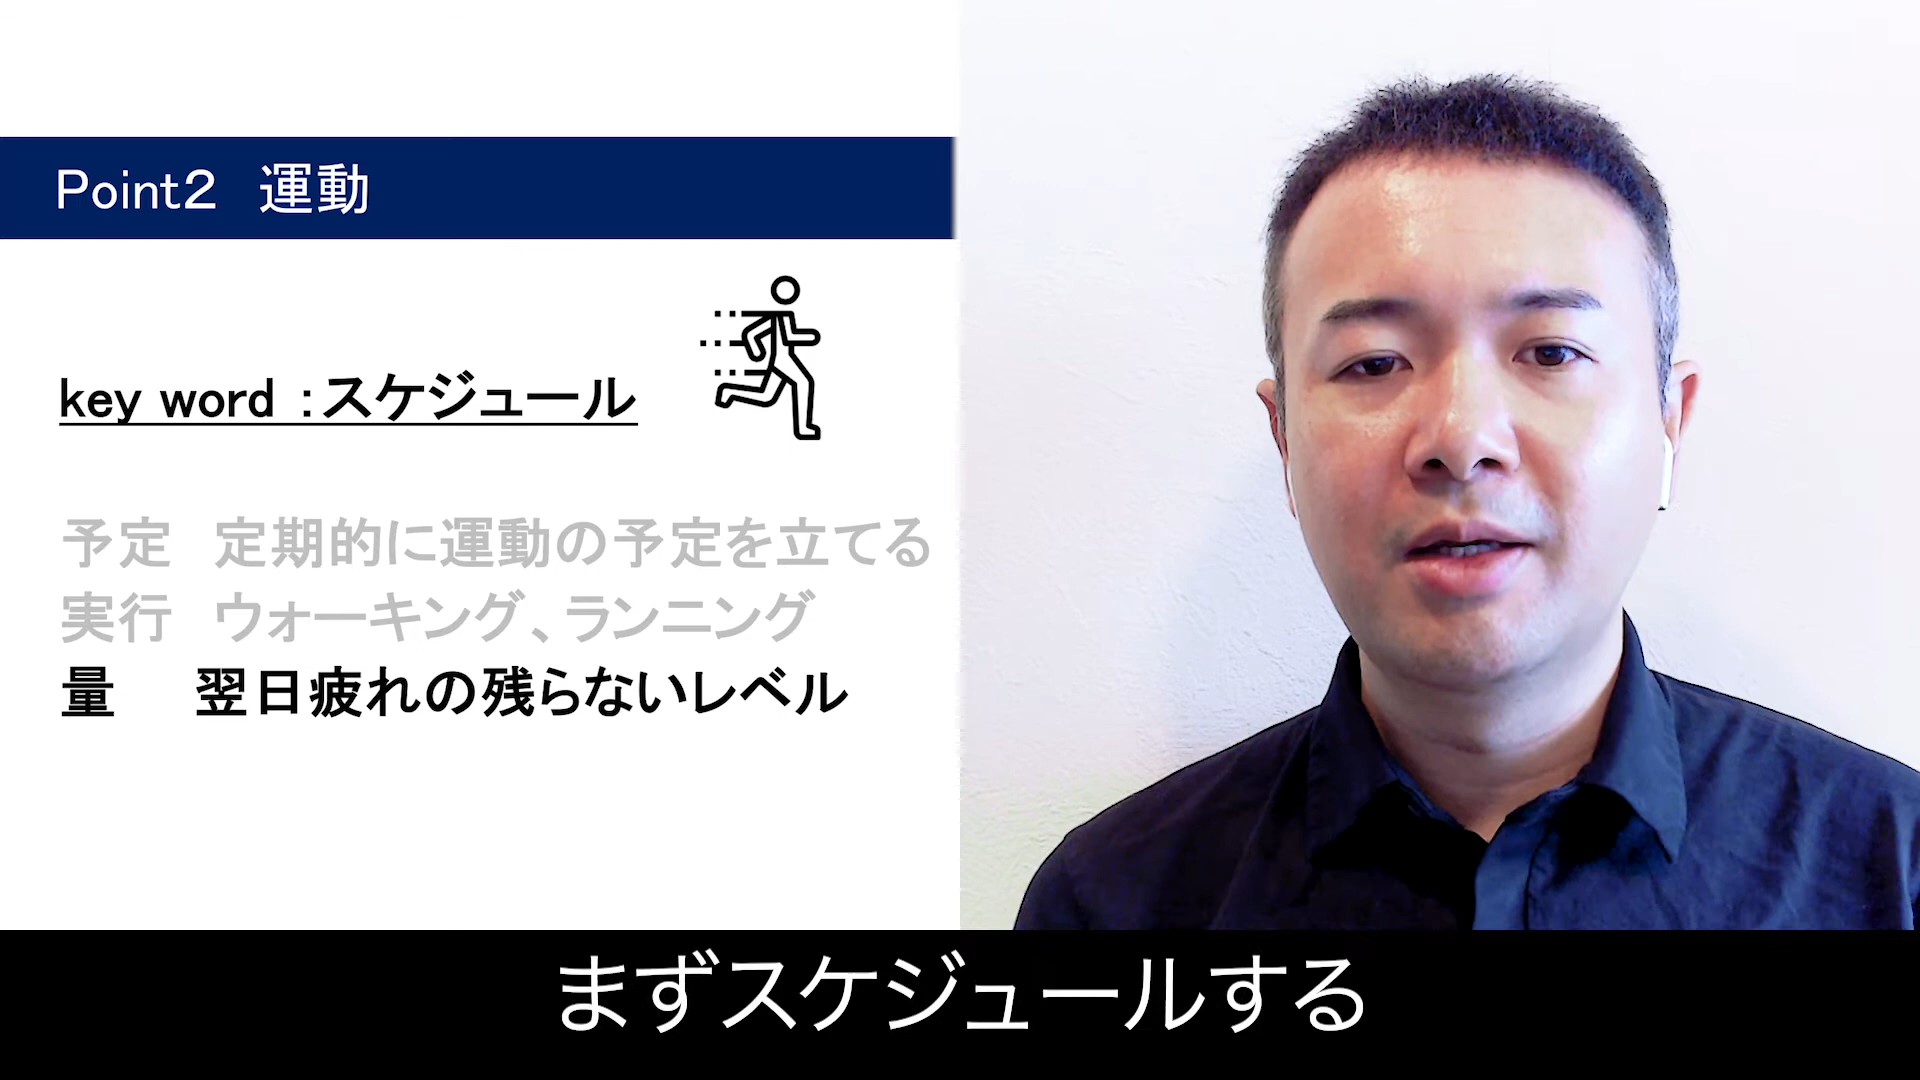 Point2　運動
key word ：スケジュール
予定　定期的に運動の予定を立てる
実行　ウォーキング、ランニング
量　翌日疲れの残らないレベル
まずスケジュールする